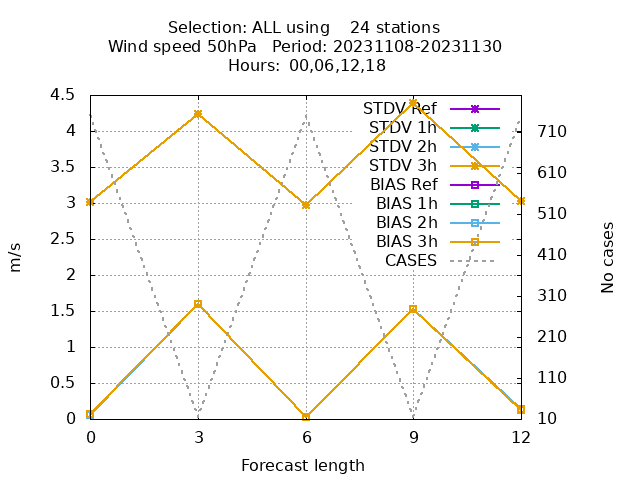 Selection: ALL using    24 stations
Wind speed 50hPa   Period: 20231108-20231130
Hours:  00,06,12,18
4.5
4
3.5
3
2.5
2
1.5
1
0.5
0
m/s
STDV Ref
STDV 1h
STDV 2h
STDV 3h
BIAS Ref
BIAS 1h
BIAS 2h
BIAS 3h
CASES
710
610
510
410
310
210
110
10
No cases
0 3 6 9 12
Forecast length